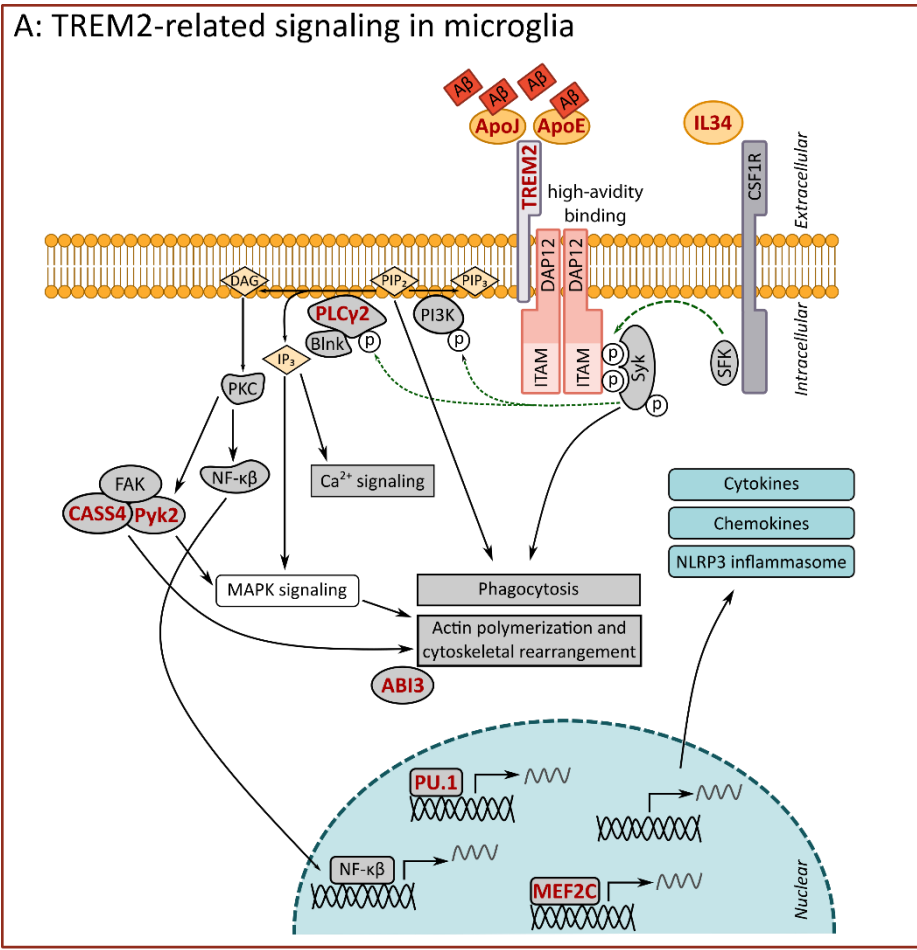 A: TREM2-related signaling in microglia
Aβ
Aβ
Aβ
Aβ
ApoJ
ApoE
IL34
TREM2
high-avidity
binding
CSF1R
Extracellular
DAP12
DAP12
DAG
PIP₂
PIP₃
PLCγ2
PI3K
Blnk
p
p
IP₃
ITAM
ITAM
p
p
Syk
p
SFK
Intracellular
PKC
FAK
NF-κβ
Ca²⁺ signaling
CASS4
Pyk2
Cytokines
Chemokines
NLRP3 inflammasome
MAPK signaling
Phagocytosis
Actin polymerization and
cytoskeletal rearrangement
ABI3
PU.1
NF-κβ
MEF2C
Nuclear